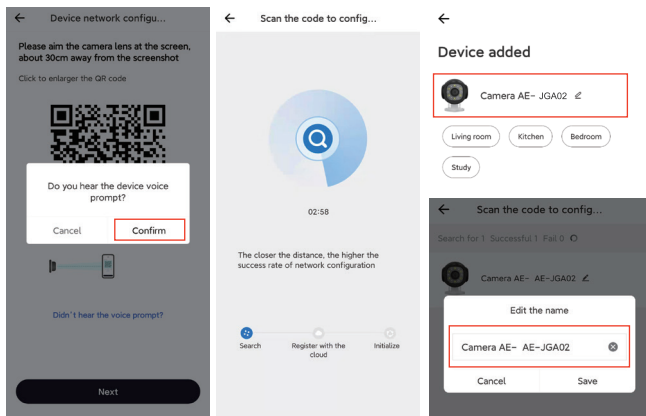 Device network configu...
Please aim the camera lens at the screen,
about 30cm away from the screenshot
Click to enlarger the QR code
Do you hear the device voice
prompt?
Cancel
Confirm
Didn't hear the voice prompt?
Next
Scan the code to config...
02:58
The closer the distance, the higher the
success rate of network configuration
Search
Register with the
cloud
Initialize
Device added
Camera AE- JGA02
Living room
Kitchen
Bedroom
Study
Scan the code to config...
Search for 1 Successful 1 Fail 0
Camera AE- AE-JGA02
Edit the name
Camera AE- AE-JGA02
Cancel
Save